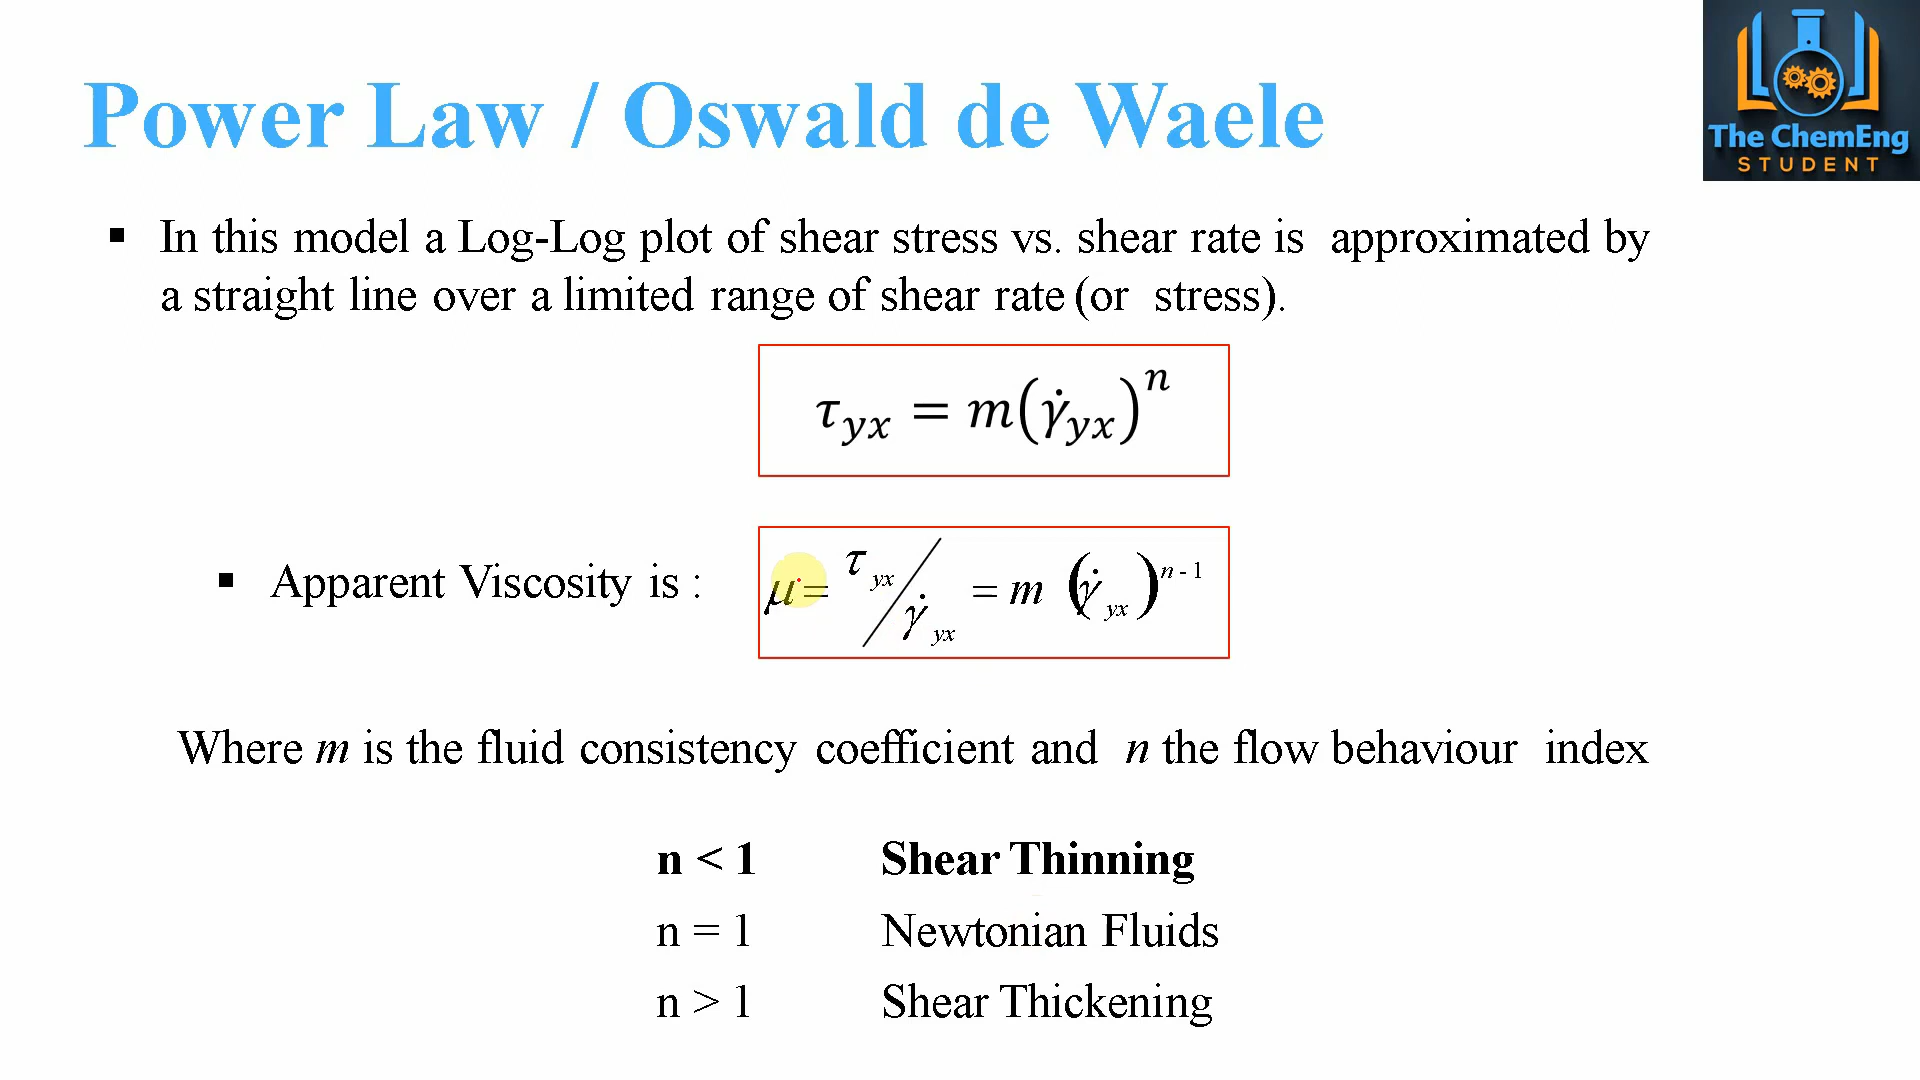 Power Law / Oswald de Waele
The ChemEng
STUDENT
▪ In this model a Log-Log plot of shear stress vs. shear rate is approximated by
a straight line over a limited range of shear rate (or stress).
τyx = m(γ̇yx)^n
▪ Apparent Viscosity is : μ = τyx / γ̇yx = m (γ̇yx)^n-1
Where m is the fluid consistency coefficient and n the flow behaviour index
n < 1 Shear Thinning
n = 1 Newtonian Fluids
n > 1 Shear Thickening